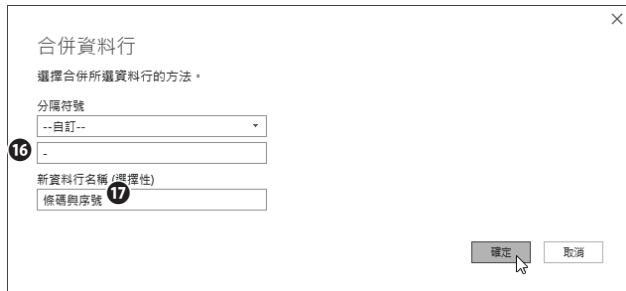 合併資料行
選擇合併所選資料行的方法。
分隔符號
--自訂--
16 -
新資料行名稱 (選擇性)
17
條碼與序號
確定 取消